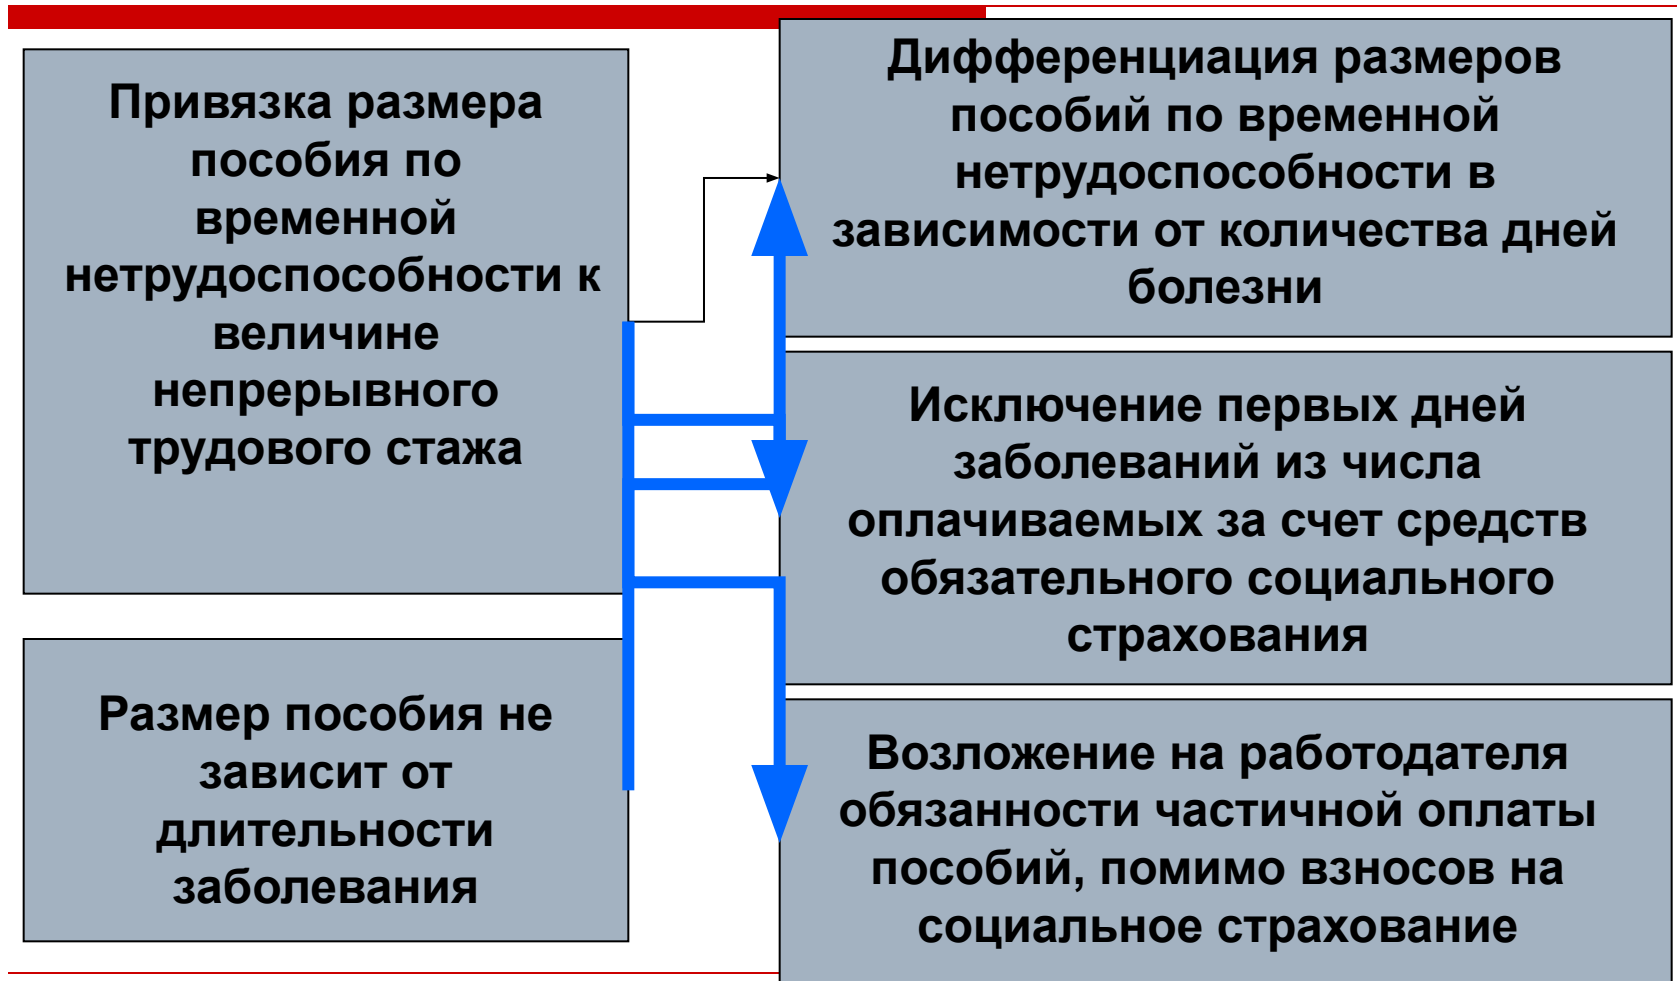 Привязка размера
пособия по
временной
нетрудоспособности к
величине
непрерывного
трудового стажа
Размер пособия не
зависит от
длительности
заболевания
Дифференциация размеров
пособий по временной
нетрудоспособности в
зависимости от количества дней
болезни
Исключение первых дней
заболеваний из числа
оплачиваемых за счет средств
обязательного социального
страхования
Возложение на работодателя
обязанности частичной оплаты
пособий, помимо взносов на
социальное страхование